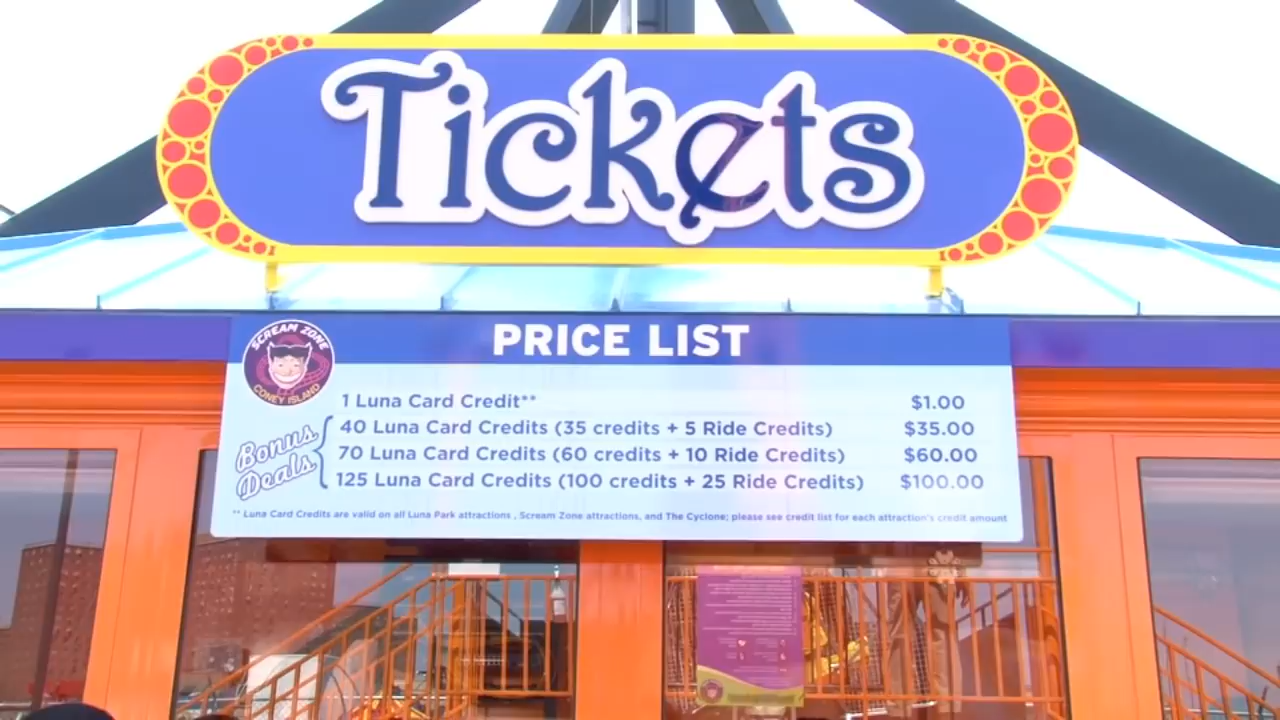 Tickets
PRICE LIST
SCREAM ZONE
CONEY ISLAND
1 Luna Card Credit** $1.00
Bonus Deals
40 Luna Card Credits (35 credits + 5 Ride Credits) $35.00
70 Luna Card Credits (60 credits + 10 Ride Credits) $60.00
125 Luna Card Credits (100 credits + 25 Ride Credits) $100.00
** Luna Card Credits are valid on all Luna Park attractions , Scream Zone attractions, and The Cyclone; please see credit list for each attraction's credit amount